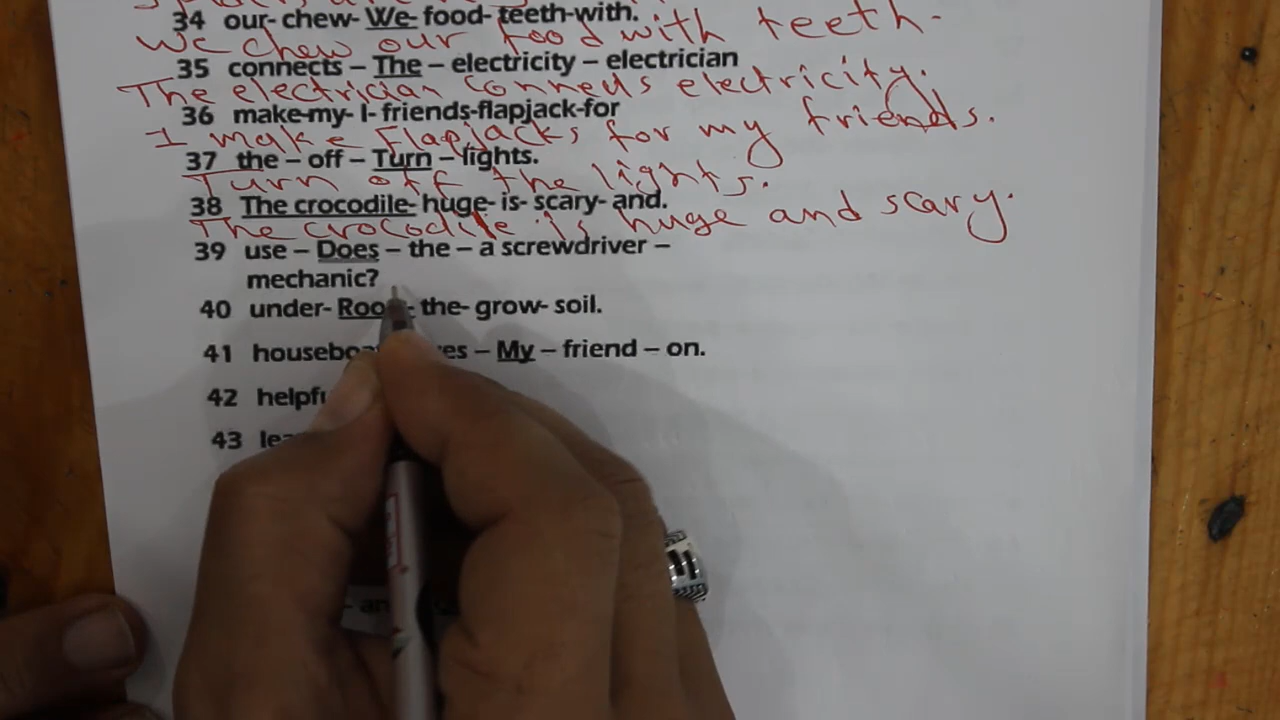 34 our- chew- We- food- teeth-with.
We chew our food with teeth.
35 connects – The – electricity – electrician
The electrician connects electricity.
36 make-my- I- friends-flapjack-for
I make Flapjacks for my friends.
37 the – off – Turn – lights.
Turn off the lights.
38 The crocodile- huge- is- scary- and.
The crocodile is huge and scary.
39 use – Does – the – a screwdriver –
mechanic?
40 under- the- grow- soil.
41 – My – friend – on.
42
43